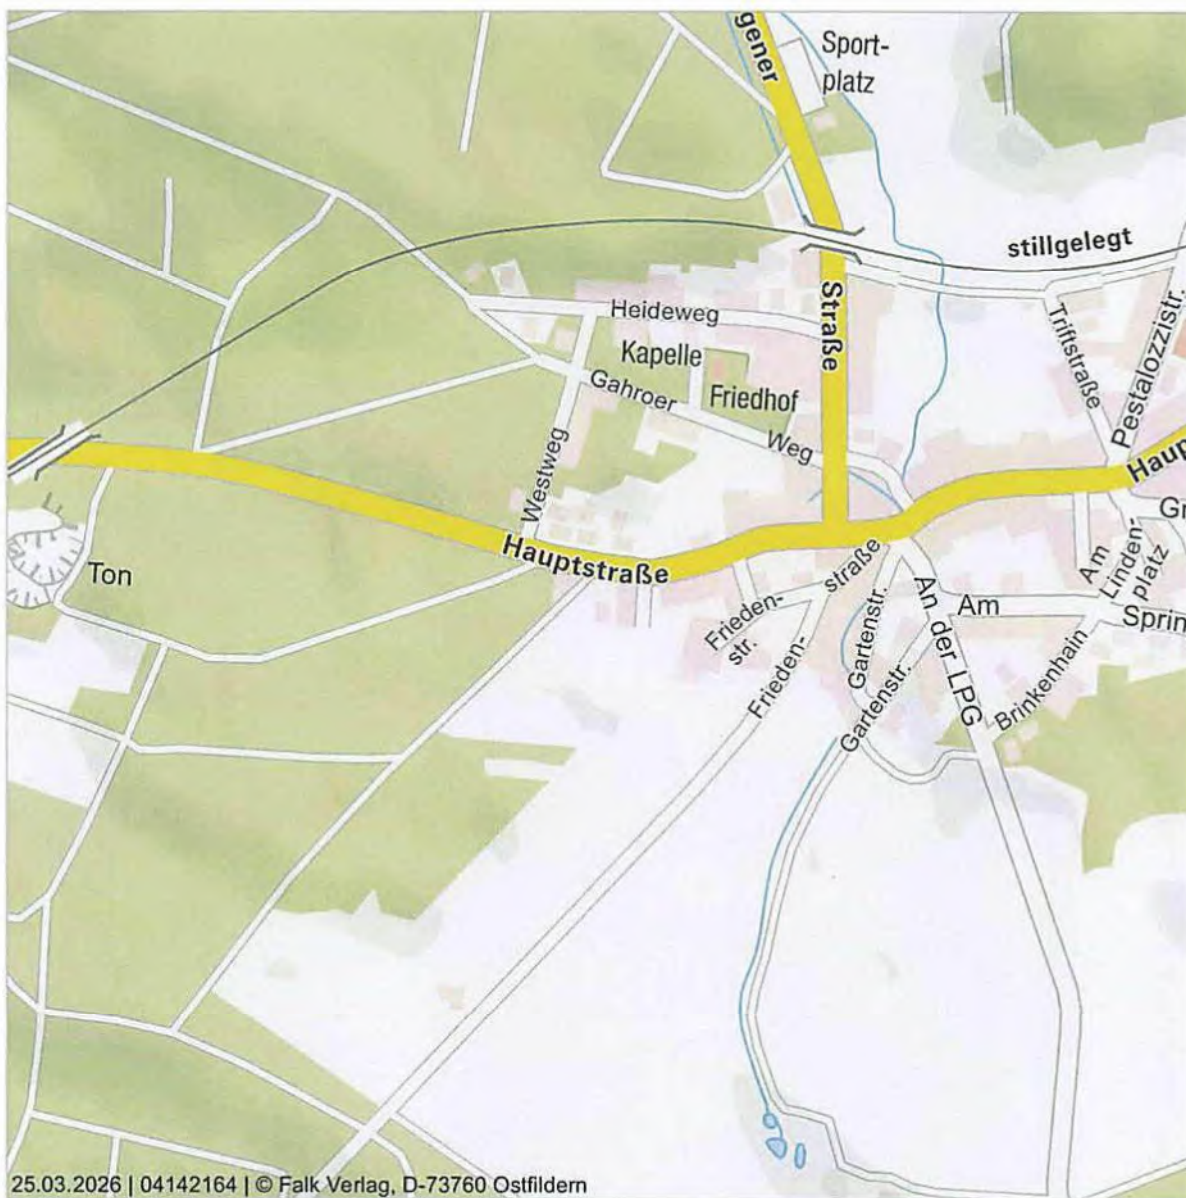 gener
Sport-
platz
stillgelegt
Straße
Heideweg
Kapelle
Gahroer
Friedhof
Weg
Triftstraße
Pestalozzistr.
Westweg
Haup
Hauptstraße
Ton
Gr
Am
Linden-
platz
straße
Frieden-
str.
Frieden-
Gartenstr.
Gartenstr.
An der LPG
Am
Sprin
Brinkenhain
25.03.2026 | 04142164 | © Falk Verlag, D-73760 Ostfildern